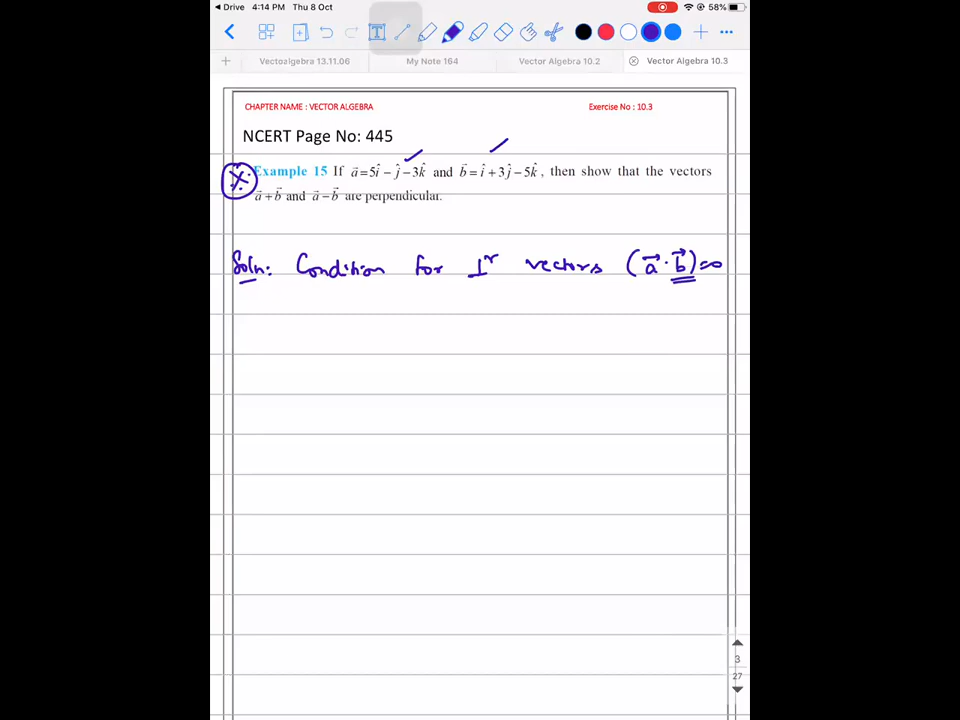 Drive 4:14 PM Thu 8 Oct 58%
Vectoalgebra 13.11.06 My Note 164 Vector Algebra 10.2 Vector Algebra 10.3
CHAPTER NAME : VECTOR ALGEBRA Exercise No : 10.3
NCERT Page No: 445
Example 15 If a⃗ = 5î − ĵ − 3k̂ and b⃗ = î + 3ĵ − 5k̂, then show that the vectors
a⃗ + b⃗ and a⃗ − b⃗ are perpendicular.
Soln: Condition for ⊥r vectors (a⃗ · b⃗) = 0
3
27